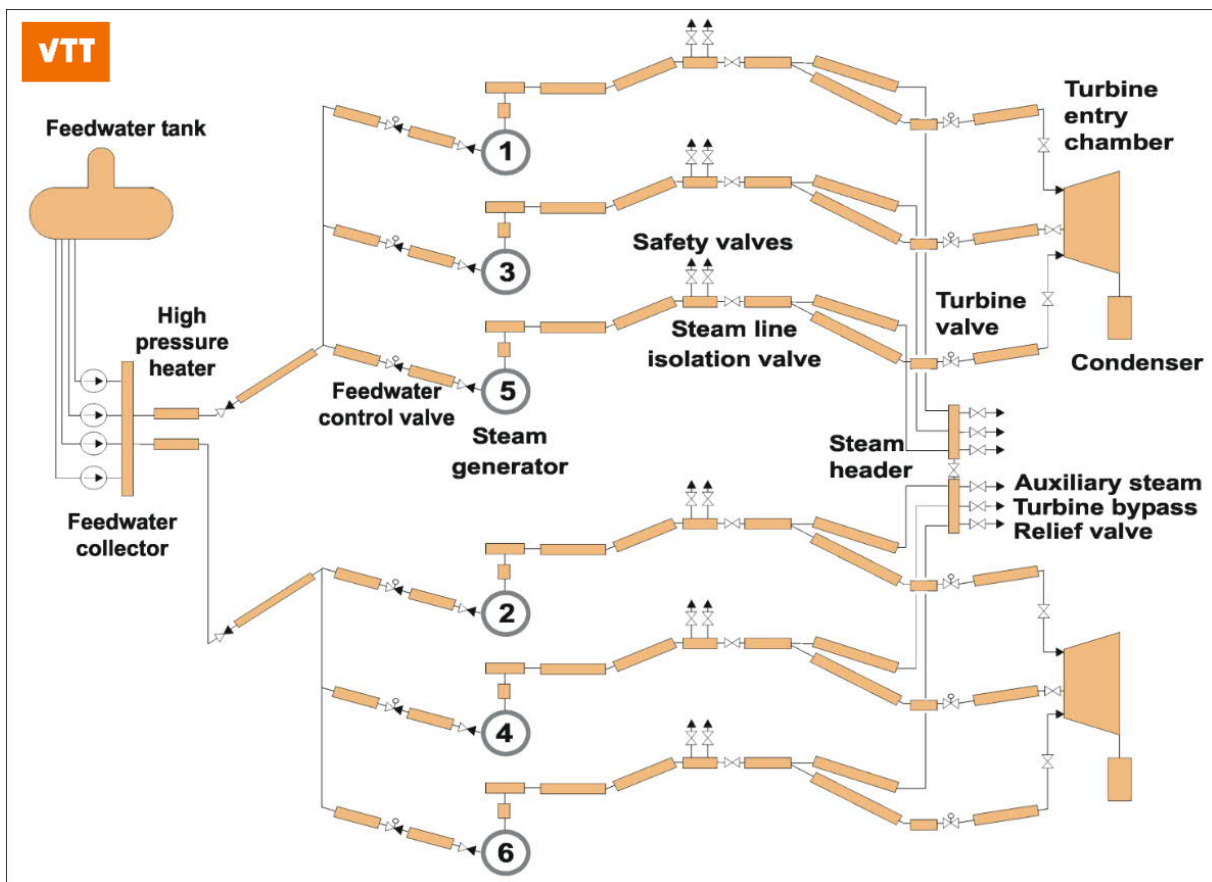 VTT
Feedwater tank
High
pressure
heater
Feedwater
collector
Feedwater
control valve
1
3
5
Steam
generator
2
4
6
Safety valves
Steam line
isolation valve
Turbine
entry
chamber
Turbine
valve
Condenser
Steam
header
Auxiliary steam
Turbine bypass
Relief valve